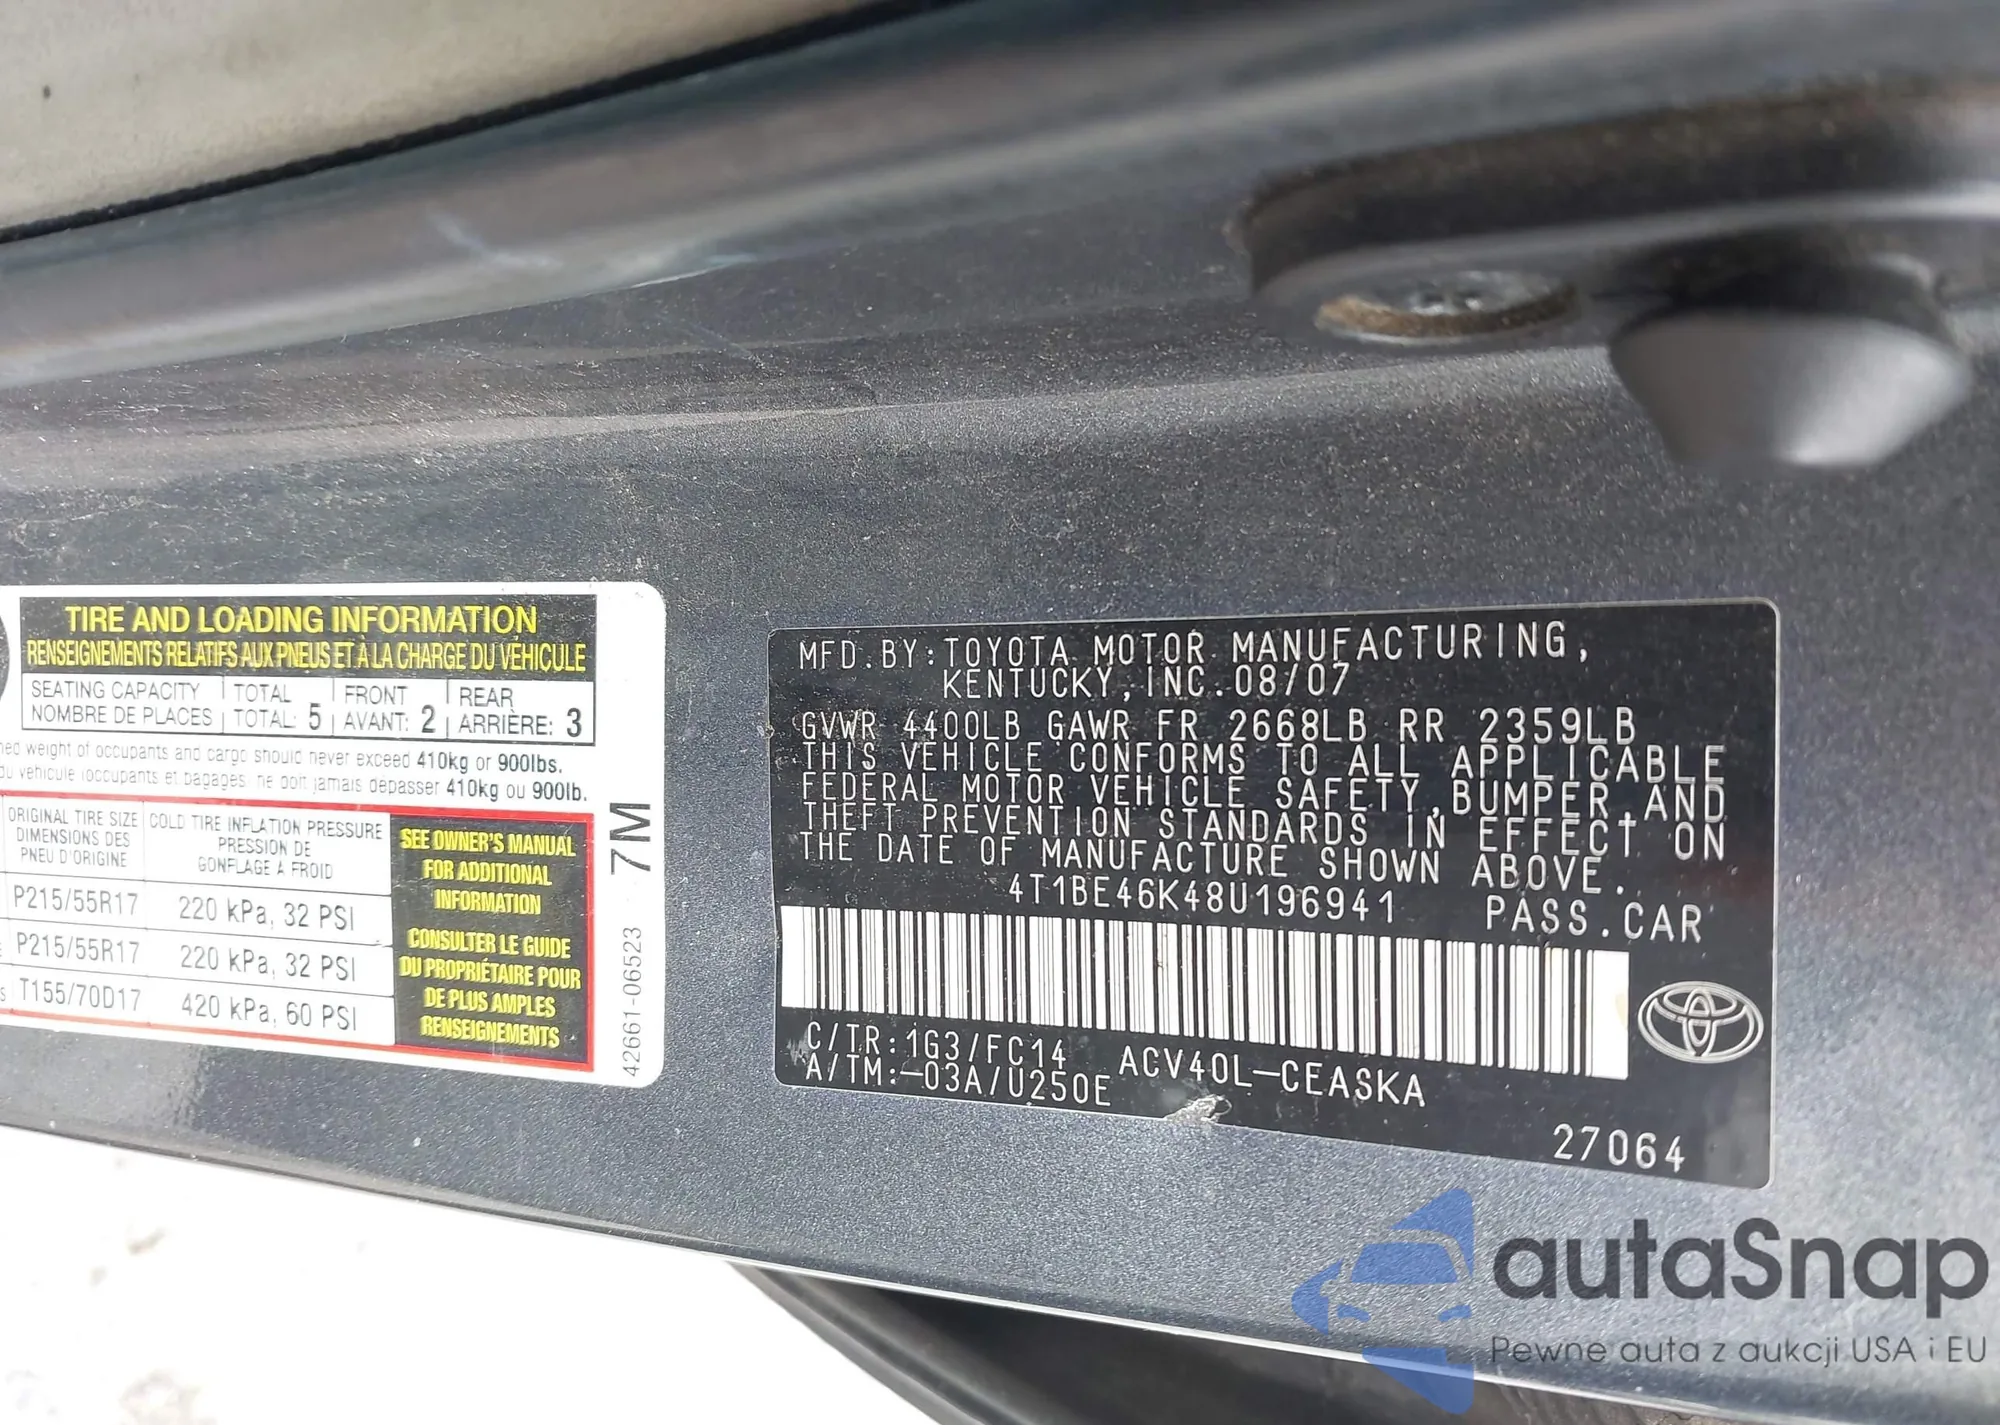 TIRE AND LOADING INFORMATION
RENSEIGNEMENTS RELATIFS AUX PNEUS ET À LA CHARGE DU VÉHICULE
SEATING CAPACITY TOTAL FRONT REAR
NOMBRE DE PLACES TOTAL: 5 AVANT: 2 ARRIÈRE: 3
weight of occupants and cargo should never exceed 410kg or 900lbs.
du véhicule (occupants et bagages) ne doit jamais dépasser 410kg ou 900lb.
ORIGINAL TIRE SIZE
DIMENSIONS DES
PNEU D'ORIGINE
COLD TIRE INFLATION PRESSURE
PRESSION DE
GONFLAGE À FROID
P215/55R17 220 kPa, 32 PSI
P215/55R17 220 kPa, 32 PSI
T155/70D17 420 kPa, 60 PSI
SEE OWNER'S MANUAL
FOR ADDITIONAL
INFORMATION
CONSULTER LE GUIDE
DU PROPRIÉTAIRE POUR
DE PLUS AMPLES
RENSEIGNEMENTS
7M
42661-06523
MFD.BY:TOYOTA MOTOR MANUFACTURING,
KENTUCKY,INC.08/07
GVWR 4400LB GAWR FR 2668LB RR 2359LB
THIS VEHICLE CONFORMS TO ALL APPLICABLE
FEDERAL MOTOR VEHICLE SAFETY,BUMPER,AND
THEFT PREVENTION STANDARDS IN EFFECT ON
THE DATE OF MANUFACTURE SHOWN ABOVE.
4T1BE46K48U196941 PASS.CAR
C/TR:1G3/FC14 ACV40L-CEASKA
A/TM:-03A/U250E
27064
autaSnap
Pewne auta z aukcji USA i EU